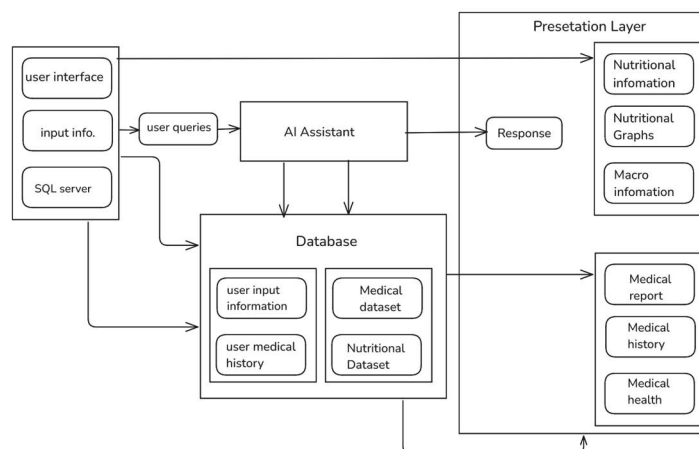 Presetation Layer
user interface
input info.
SQL server
user queries
AI Assistant
Response
Nutritional
infomation
Nutritional
Graphs
Macro
infomation
Database
user input
information
user medical
history
Medical
dataset
Nutritional
Dataset
Medical
report
Medical
history
Medical
health